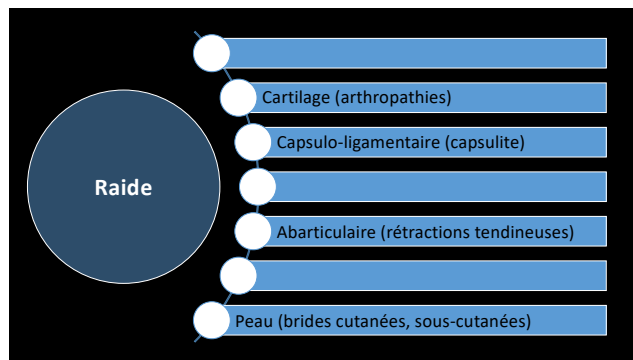 Raide
Cartilage (arthropathies)
Capsulo-ligamentaire (capsulite)
Abarticulaire (rétractions tendineuses)
Peau (brides cutanées, sous-cutanées)